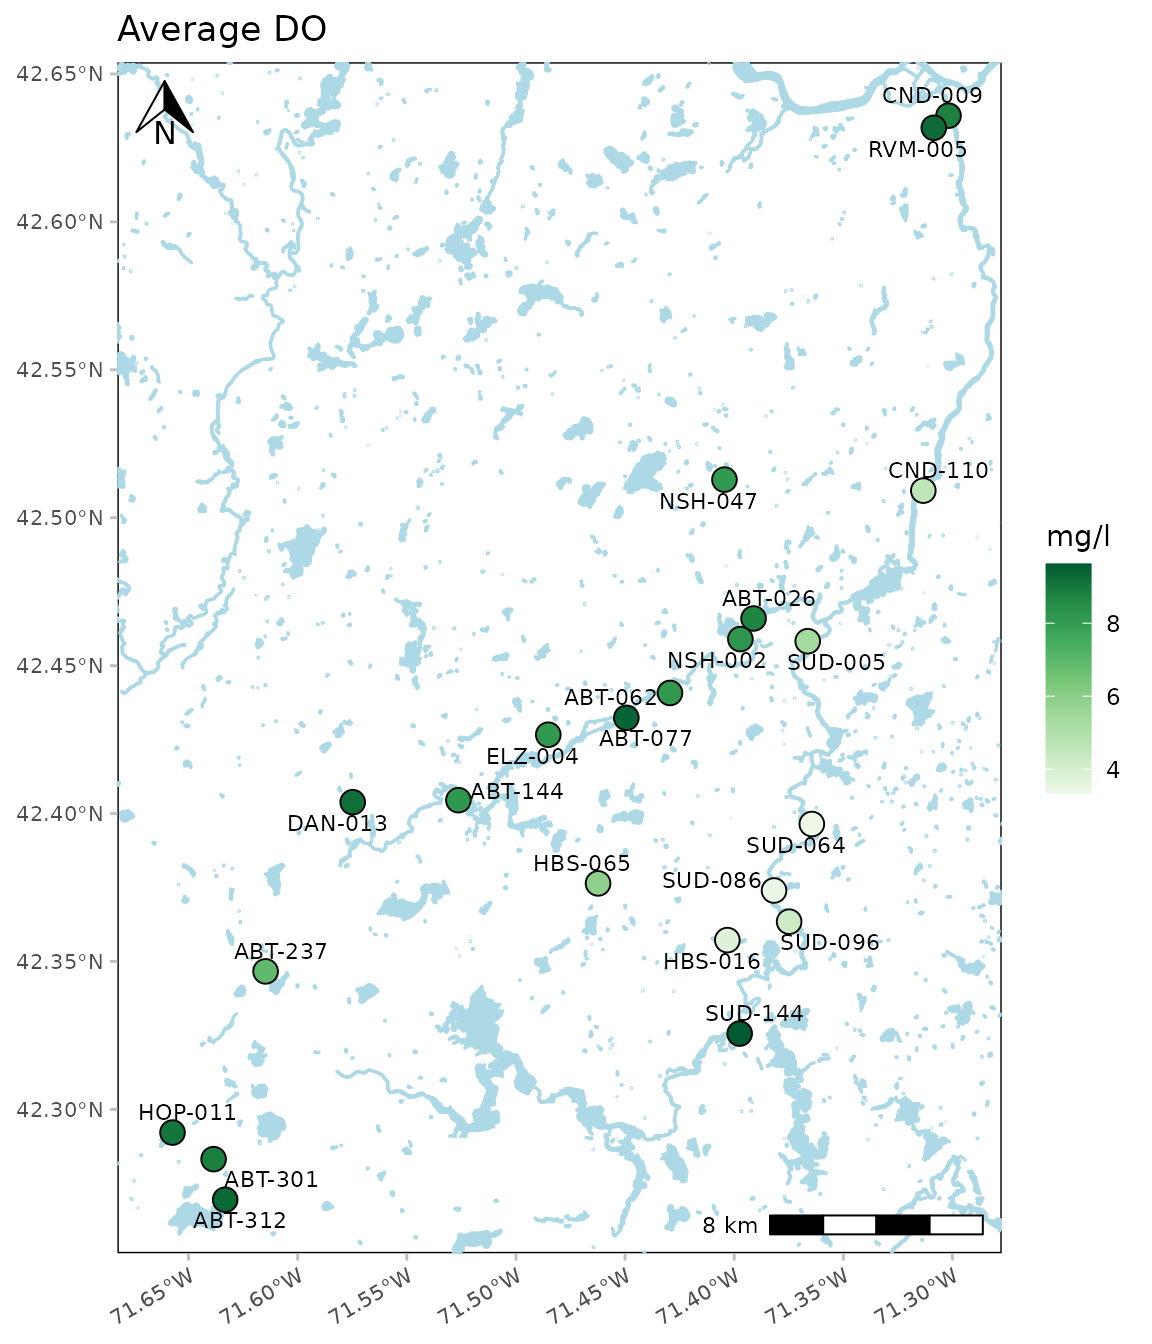 Average DO
42.65°N
42.60°N
42.55°N
42.50°N
42.45°N
42.40°N
42.35°N
42.30°N
N
CND-009
RVM-005
CND-110
NSH-047
ABT-026
NSH-002
SUD-005
ABT-062
ABT-077
ELZ-004
ABT-144
DAN-013
SUD-064
HBS-065
SUD-086
SUD-096
HBS-016
ABT-237
SUD-144
HOP-011
ABT-301
ABT-312
8 km
mg/l
8
6
4
71.65°W
71.60°W
71.55°W
71.50°W
71.45°W
71.40°W
71.35°W
71.30°W